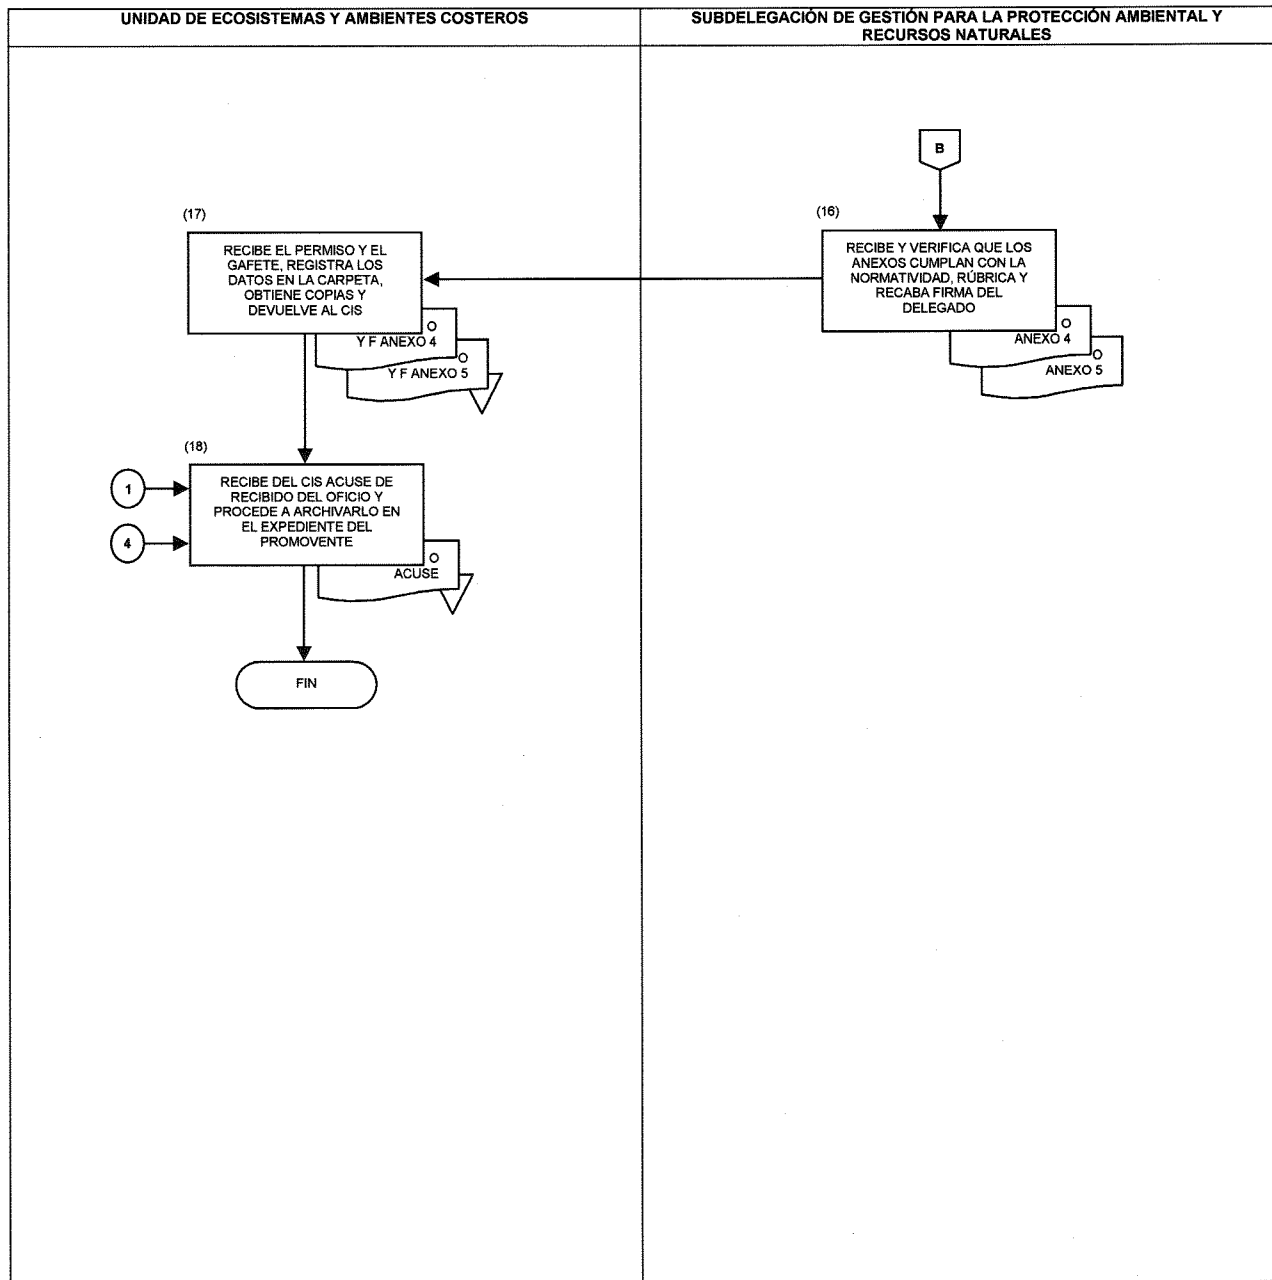 UNIDAD DE ECOSISTEMAS Y AMBIENTES COSTEROS
SUBDELEGACIÓN DE GESTIÓN PARA LA PROTECCIÓN AMBIENTAL Y
RECURSOS NATURALES
B
(16)
RECIBE Y VERIFICA QUE LOS
ANEXOS CUMPLAN CON LA
NORMATIVIDAD, RÚBRICA Y
RECABA FIRMA DEL
DELEGADO
O
ANEXO 4
O
ANEXO 5
(17)
RECIBE EL PERMISO Y EL
GAFETE, REGISTRA LOS
DATOS EN LA CARPETA,
OBTIENE COPIAS Y
DEVUELVE AL CIS
O
Y F ANEXO 4
O
Y F ANEXO 5
(18)
1
4
RECIBE DEL CIS ACUSE DE
RECIBIDO DEL OFICIO Y
PROCEDE A ARCHIVARLO EN
EL EXPEDIENTE DEL
PROMOVENTE
O
ACUSE
FIN